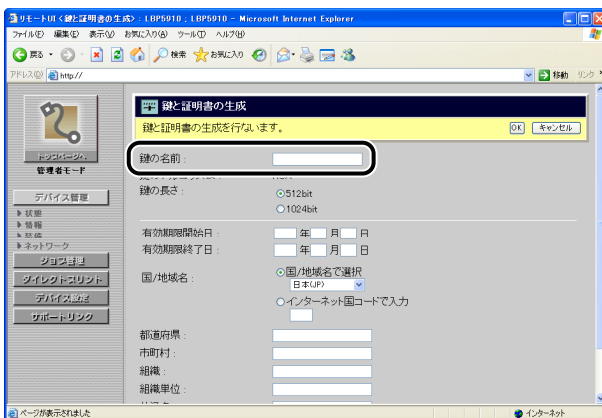 リモートUI <鍵と証明書の生成> : LBP5910 ; LBP5910 - Microsoft Internet Explorer
ファイル(F) 編集(E) 表示(V) お気に入り(A) ツール(T) ヘルプ(H)
戻る 検索 お気に入り
アドレス(D) http:// 移動 リンク
鍵と証明書の生成
鍵と証明書の生成を行ないます。 OK キャンセル
トップページへ
管理者モード
デバイス管理
状態
情報
ネットワーク
ジョブ管理
ダイレクトプリント
デバイス設定
サポートリンク
鍵の名前 :
鍵の長さ : 512bit
1024bit
有効期限開始日 : 年 月 日
有効期限終了日 : 年 月 日
国/地域名 : 国/地域名で選択
日本(JP)
インターネット国コードで入力
都道府県 :
市町村 :
組織 :
組織単位 :
ページが表示されました インターネット